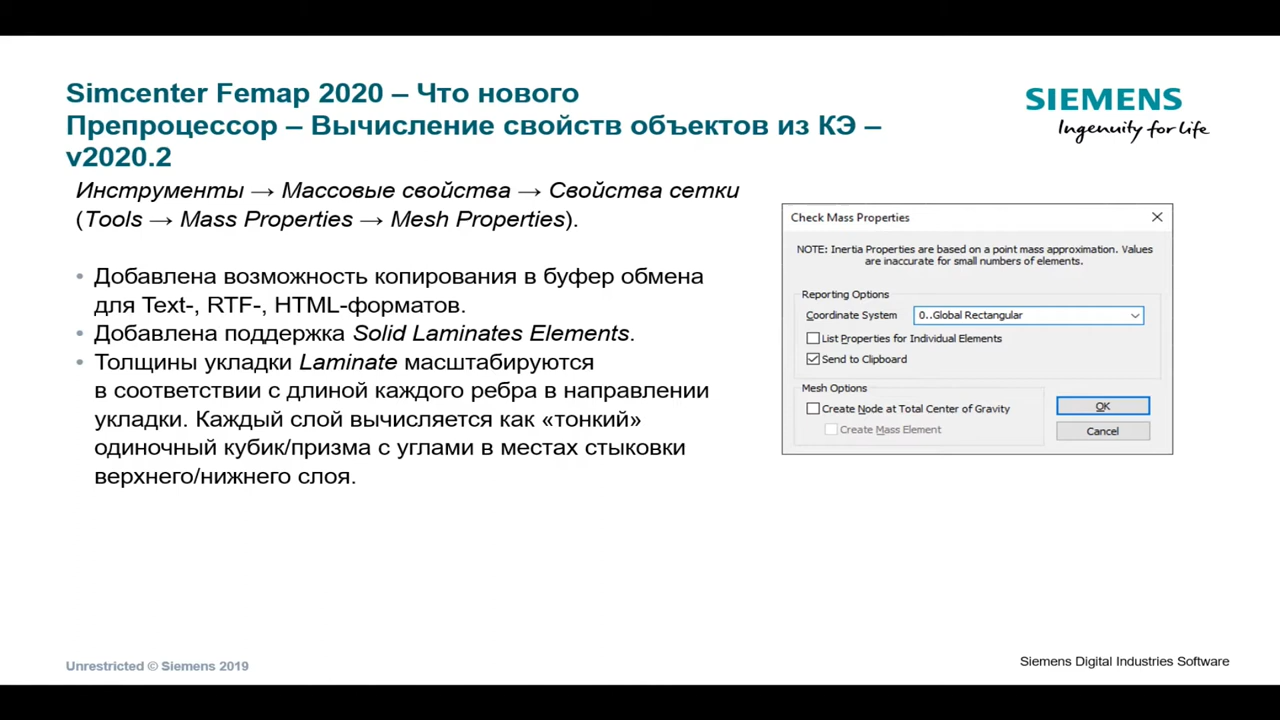 Simcenter Femap 2020 – Что нового
Препроцессор – Вычисление свойств объектов из КЭ –
v2020.2
SIEMENS
Ingenuity for life
Инструменты → Массовые свойства → Свойства сетки
(Tools → Mass Properties → Mesh Properties).
• Добавлена возможность копирования в буфер обмена
для Text-, RTF-, HTML-форматов.
• Добавлена поддержка Solid Laminates Elements.
• Толщины укладки Laminate масштабируются
в соответствии с длиной каждого ребра в направлении
укладки. Каждый слой вычисляется как «тонкий»
одиночный кубик/призма с углами в местах стыковки
верхнего/нижнего слоя.
Check Mass Properties
NOTE: Inertia Properties are based on a point mass approximation. Values
are inaccurate for small numbers of elements.
Reporting Options
Coordinate System 0..Global Rectangular
List Properties for Individual Elements
Send to Clipboard
Mesh Options
Create Node at Total Center of Gravity
Create Mass Element
OK
Cancel
Unrestricted © Siemens 2019
Siemens Digital Industries Software